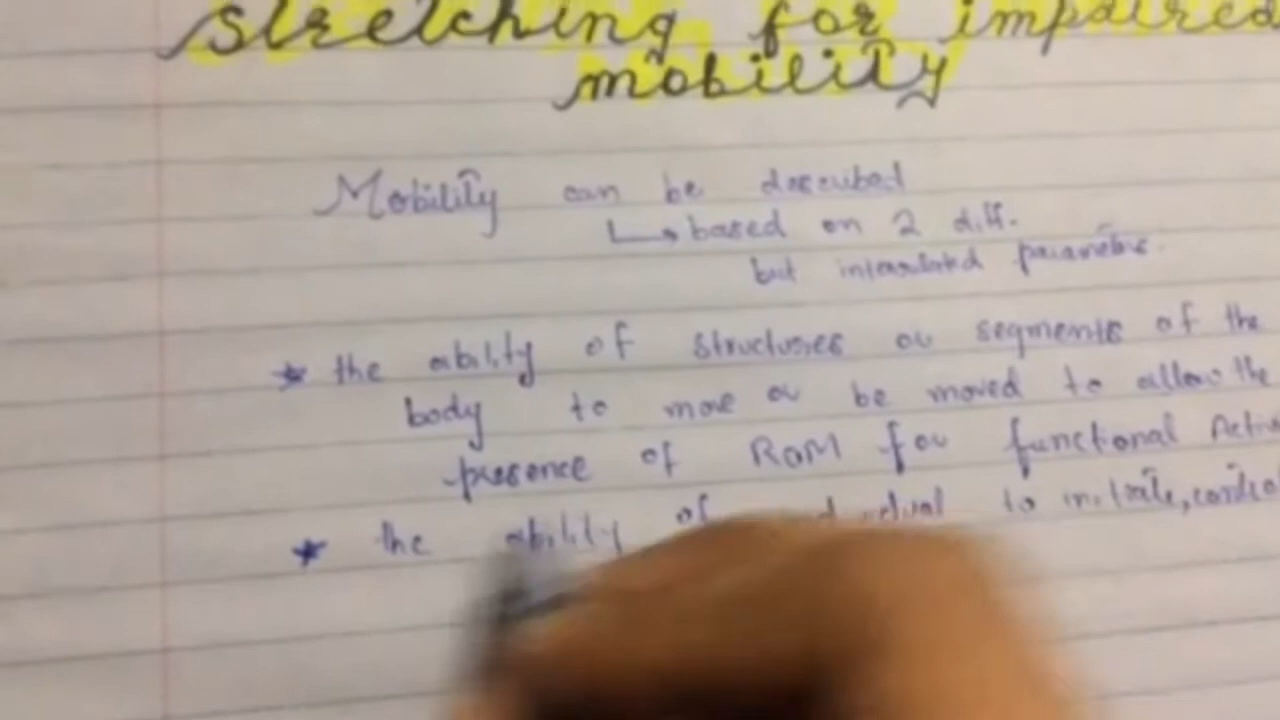 stretching for impaired
mobility
Mobility can be described
based on 2 diff.
but interrelated parameters.
the ability of structures or segments of the
body to move or be moved to allow the
presence of ROM for functional
the ability of to initiate,